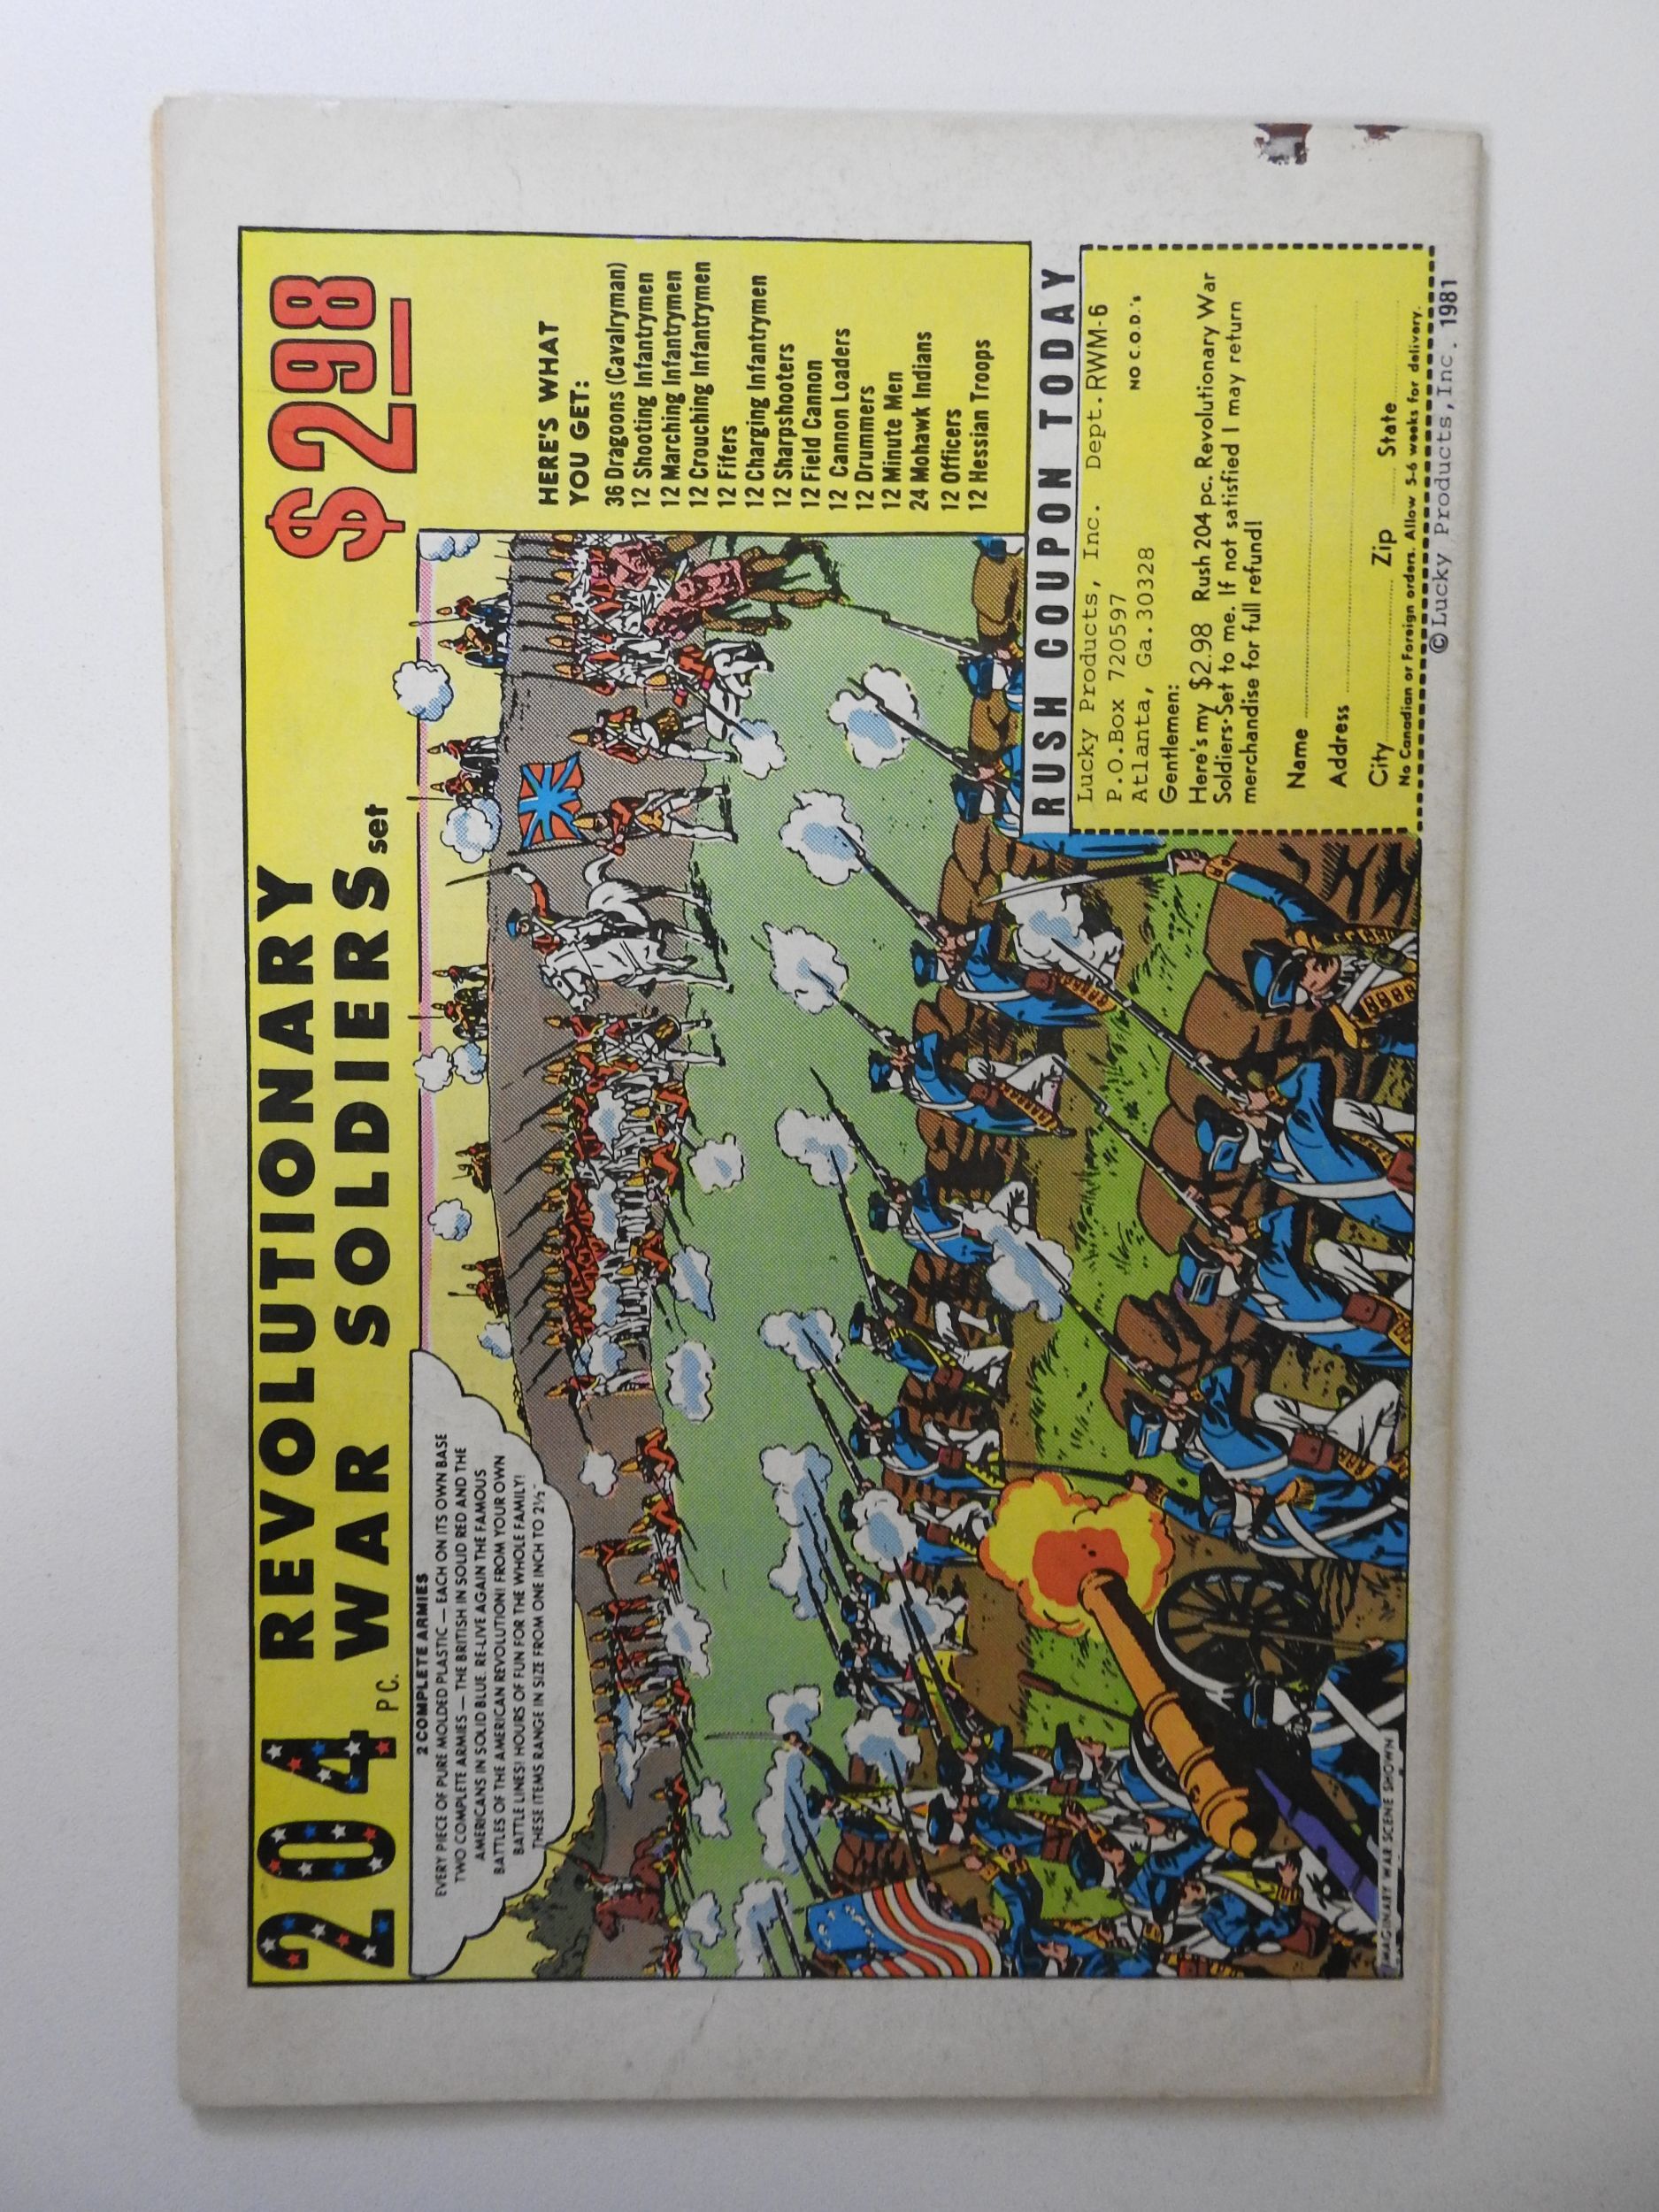 204 PC. REVOLUTIONARY
WAR SOLDIERS set
$2 98
2 COMPLETE ARMIES
EVERY PIECE OF PURE MOLDED PLASTIC — EACH ON ITS OWN BASE
TWO COMPLETE ARMIES — THE BRITISH IN SOLID RED AND THE
AMERICANS IN SOLID BLUE. RE-LIVE AGAIN THE FAMOUS
BATTLES OF THE AMERICAN REVOLUTION! FROM YOUR OWN
BATTLE LINES! HOURS OF FUN FOR THE WHOLE FAMILY!
THESE ITEMS RANGE IN SIZE FROM ONE INCH TO 2½"
HERE'S WHAT
YOU GET:
36 Dragoons (Cavalryman)
12 Shooting Infantrymen
12 Marching Infantrymen
12 Crouching Infantrymen
12 Fifers
12 Charging Infantrymen
12 Sharpshooters
12 Field Cannon
12 Cannon Loaders
12 Drummers
12 Minute Men
24 Mohawk Indians
12 Officers
12 Hessian Troops
IMAGINARY WAR SCENE SHOWN
RUSH COUPON TODAY
Lucky Products, Inc. Dept.RWM-6
P.O.Box 720597
Atlanta, Ga.30328
NO C.O.D.'s
Gentlemen:
Here's my $2.98 Rush 204 pc. Revolutionary War
Soldiers Set to me. If not satisfied I may return
merchandise for full refund!
Name
Address
City Zip State
No Canadian or Foreign orders. Allow 5-6 weeks for delivery.
©Lucky Products,Inc. 1981